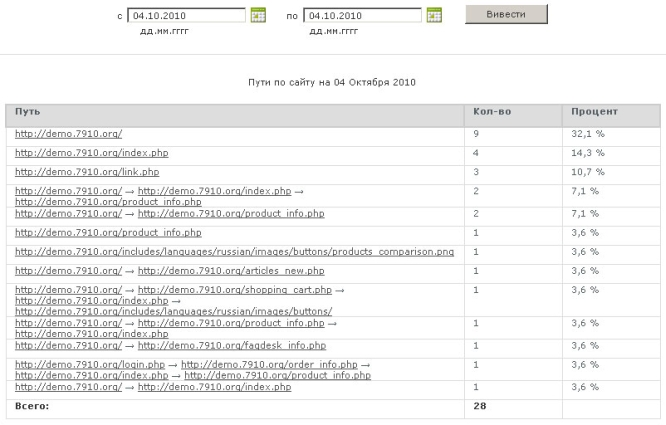 с 04.10.2010 по 04.10.2010 Вивести
дд.мм.гггг дд.мм.гггг
Пути по сайту на 04 Октября 2010
Путь Кол-во Процент
http://demo.7910.org/ 9 32,1 %
http://demo.7910.org/index.php 4 14,3 %
http://demo.7910.org/link.php 3 10,7 %
http://demo.7910.org/ → http://demo.7910.org/index.php → 2 7,1 %
http://demo.7910.org/product_info.php
http://demo.7910.org/ → http://demo.7910.org/product_info.php 2 7,1 %
http://demo.7910.org/product_info.php 1 3,6 %
http://demo.7910.org/includes/languages/russian/images/buttons/products_comparison.png 1 3,6 %
http://demo.7910.org/ → http://demo.7910.org/articles_new.php 1 3,6 %
http://demo.7910.org/ → http://demo.7910.org/shopping_cart.php → 1 3,6 %
http://demo.7910.org/index.php →
http://demo.7910.org/includes/languages/russian/images/buttons/
http://demo.7910.org/ → http://demo.7910.org/product_info.php → 1 3,6 %
http://demo.7910.org/index.php
http://demo.7910.org/ → http://demo.7910.org/faqdesk_info.php 1 3,6 %
http://demo.7910.org/login.php → http://demo.7910.org/order_info.php → 1 3,6 %
http://demo.7910.org/index.php → http://demo.7910.org/product_info.php
http://demo.7910.org/ → http://demo.7910.org/index.php 1 3,6 %
Всего: 28